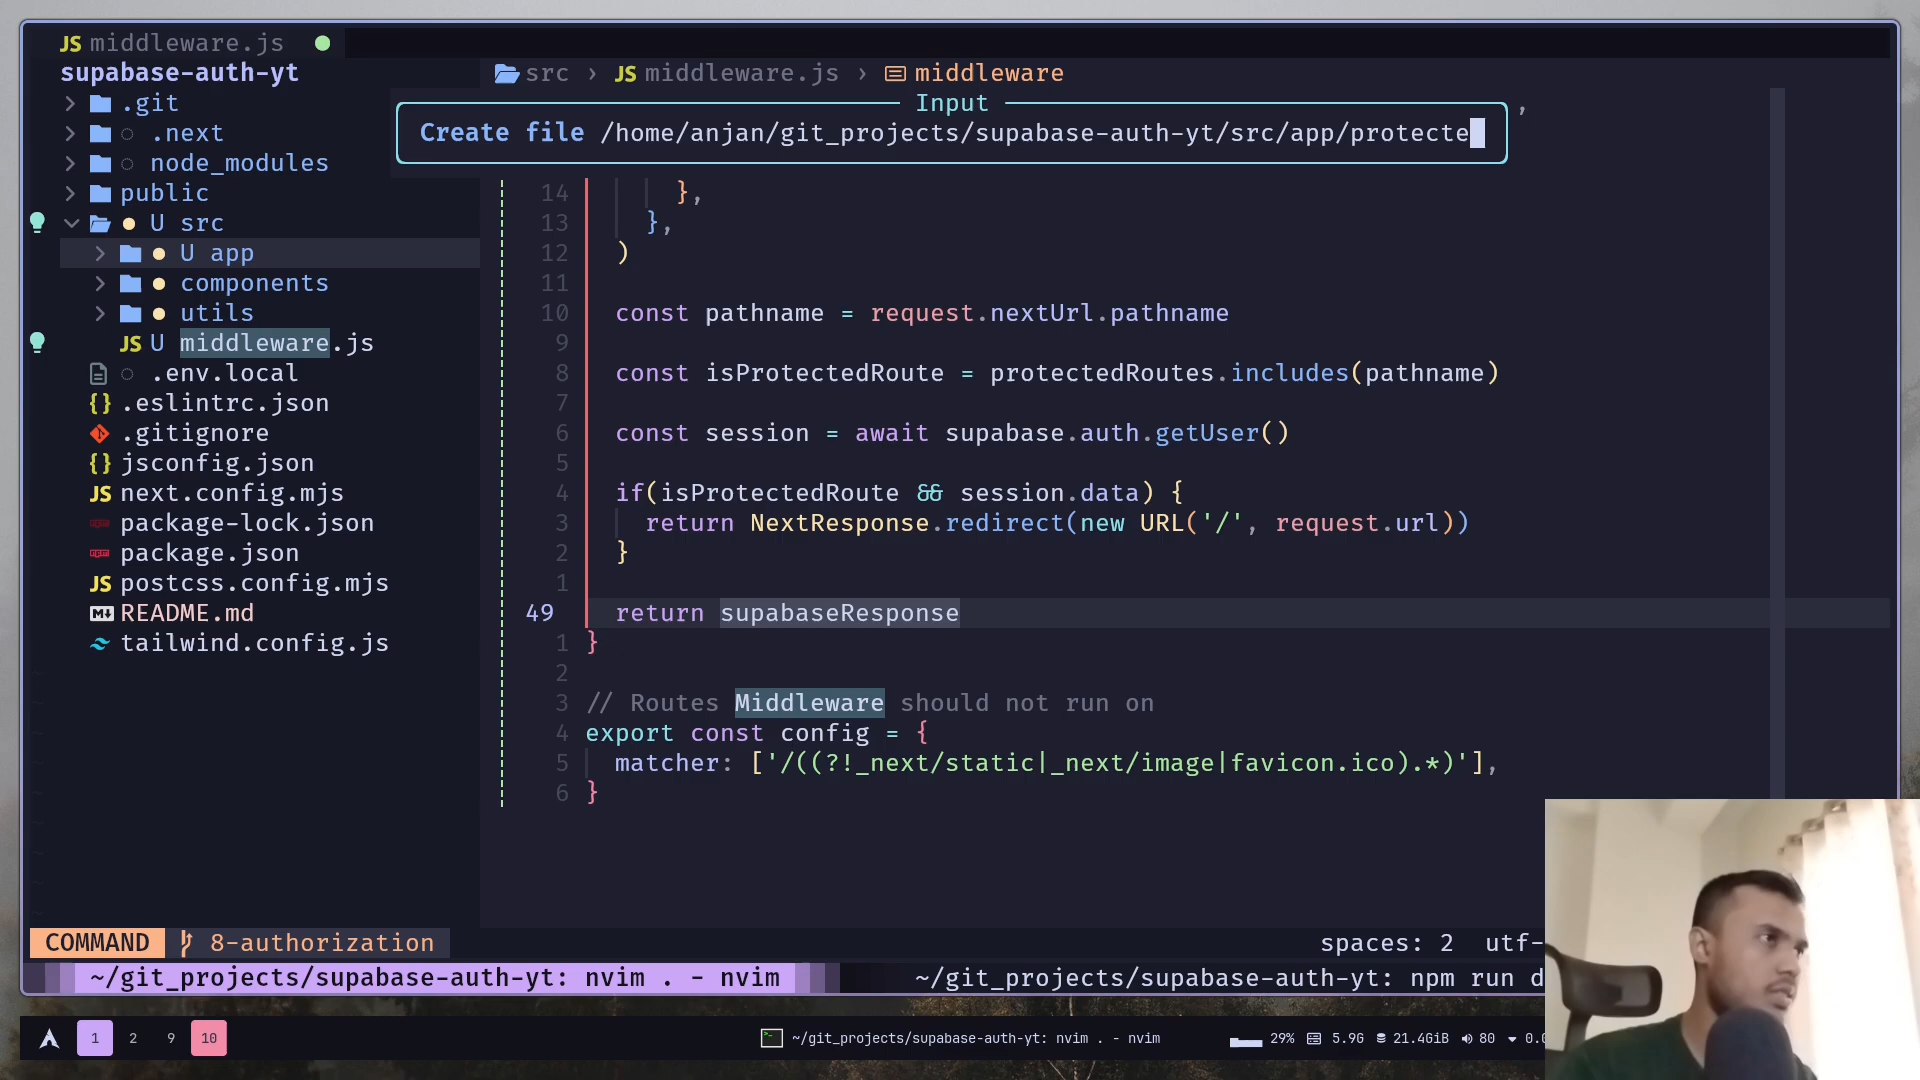 JS middleware.js
supabase-auth-yt
.git
.next
node_modules
public
U src
U app
components
utils
JS U middleware.js
.env.local
{} .eslintrc.json
.gitignore
{} jsconfig.json
JS next.config.mjs
package-lock.json
package.json
JS postcss.config.mjs
README.md
tailwind.config.js
src › JS middleware.js › middleware
Input
Create file /home/anjan/git_projects/supabase-auth-yt/src/app/protecte
,
14 },
13 },
12 )
11
10 const pathname = request.nextUrl.pathname
9
8 const isProtectedRoute = protectedRoutes.includes(pathname)
7
6 const session = await supabase.auth.getUser()
5
4 if(isProtectedRoute && session.data) {
3 return NextResponse.redirect(new URL('/', request.url))
2 }
1
49 return supabaseResponse
1 }
2
3 // Routes Middleware should not run on
4 export const config = {
5 matcher: ['/((?!_next/static|_next/image|favicon.ico).*)'],
6 }
COMMAND 8-authorization spaces: 2 utf-
~/git_projects/supabase-auth-yt: nvim . - nvim ~/git_projects/supabase-auth-yt: npm run d
1 2 9 10 ~/git_projects/supabase-auth-yt: nvim . - nvim 29% 5.9G 21.4GiB 80 0.0